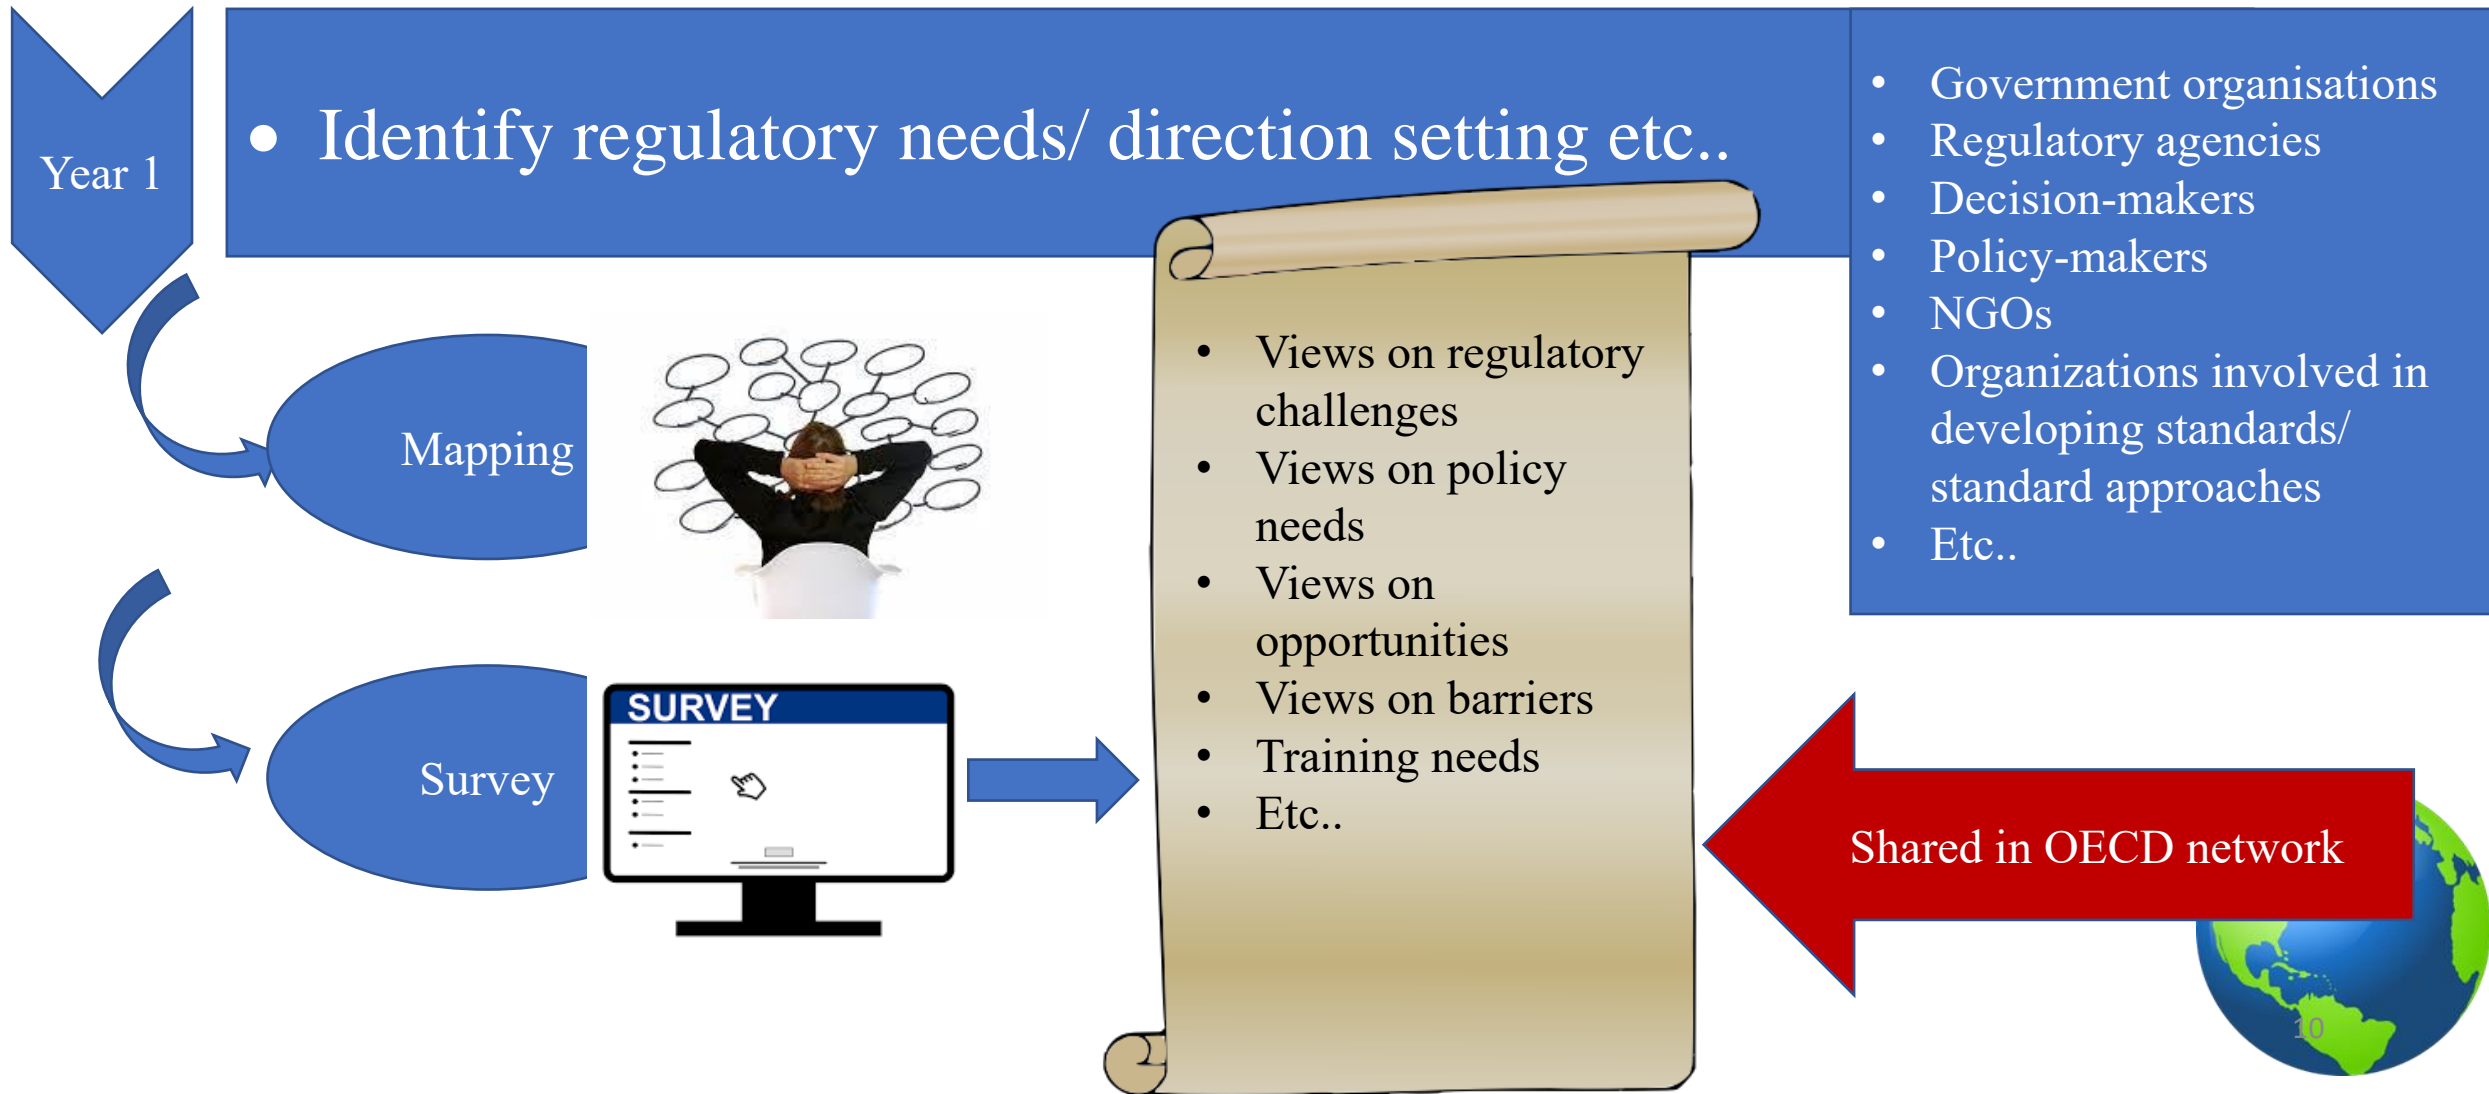 Year 1
• Identify regulatory needs/ direction setting etc..
• Government organisations
• Regulatory agencies
• Decision-makers
• Policy-makers
• NGOs
• Organizations involved in
developing standards/
standard approaches
• Etc..
Mapping
Survey
SURVEY
• Views on regulatory
challenges
• Views on policy
needs
• Views on
opportunities
• Views on barriers
• Training needs
• Etc..
Shared in OECD network
10